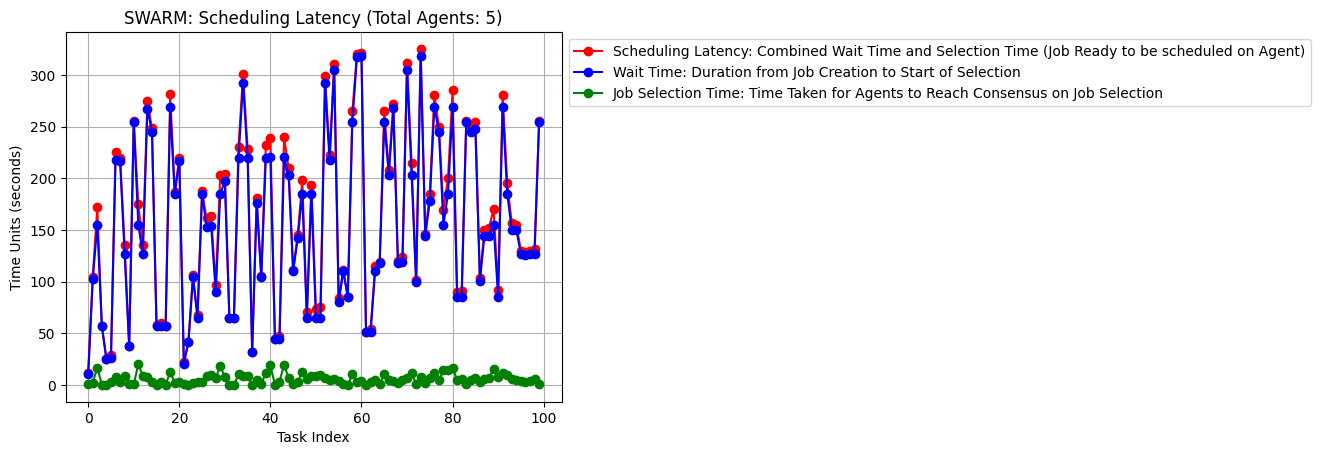 SWARM: Scheduling Latency (Total Agents: 5)
Scheduling Latency: Combined Wait Time and Selection Time (Job Ready to be scheduled on Agent)
Wait Time: Duration from Job Creation to Start of Selection
Job Selection Time: Time Taken for Agents to Reach Consensus on Job Selection
Time Units (seconds)
300
250
200
150
100
50
0
0 20 40 60 80 100
Task Index